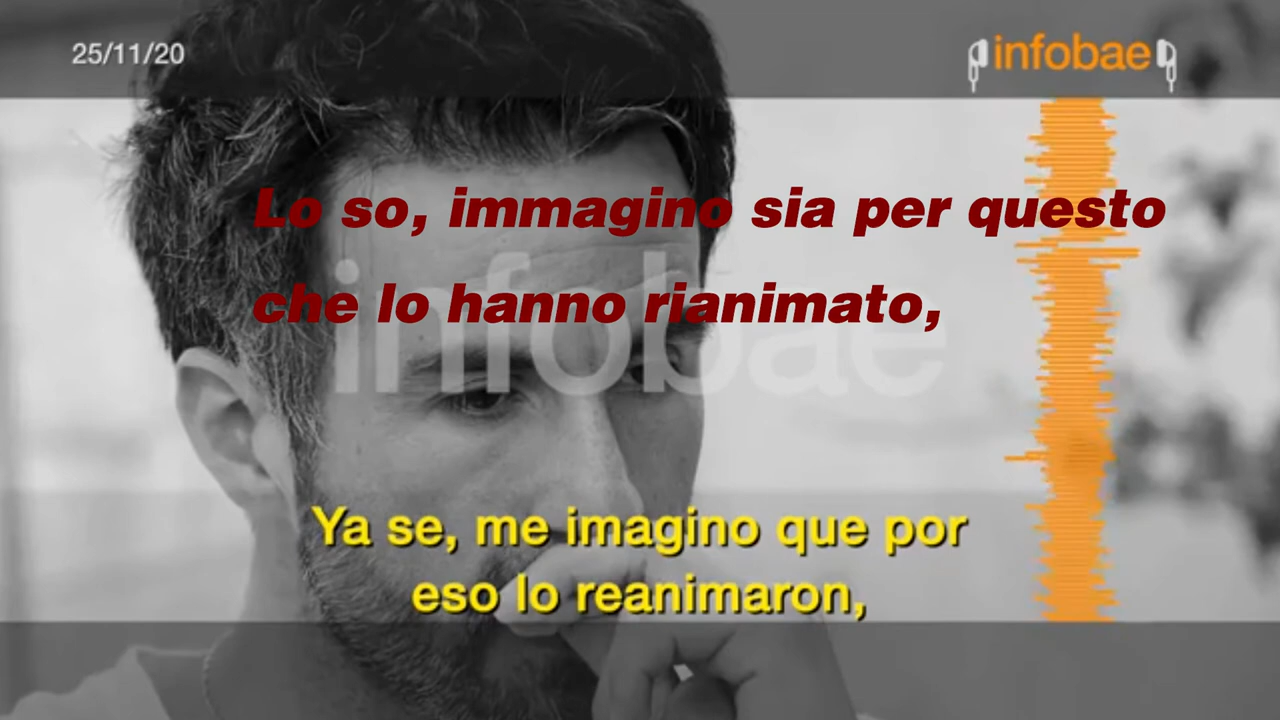 25/11/20
infobae
Lo so, immagino sia per questo
che lo hanno rianimato,
infobae
Ya se, me imagino que por
eso lo reanimaron,